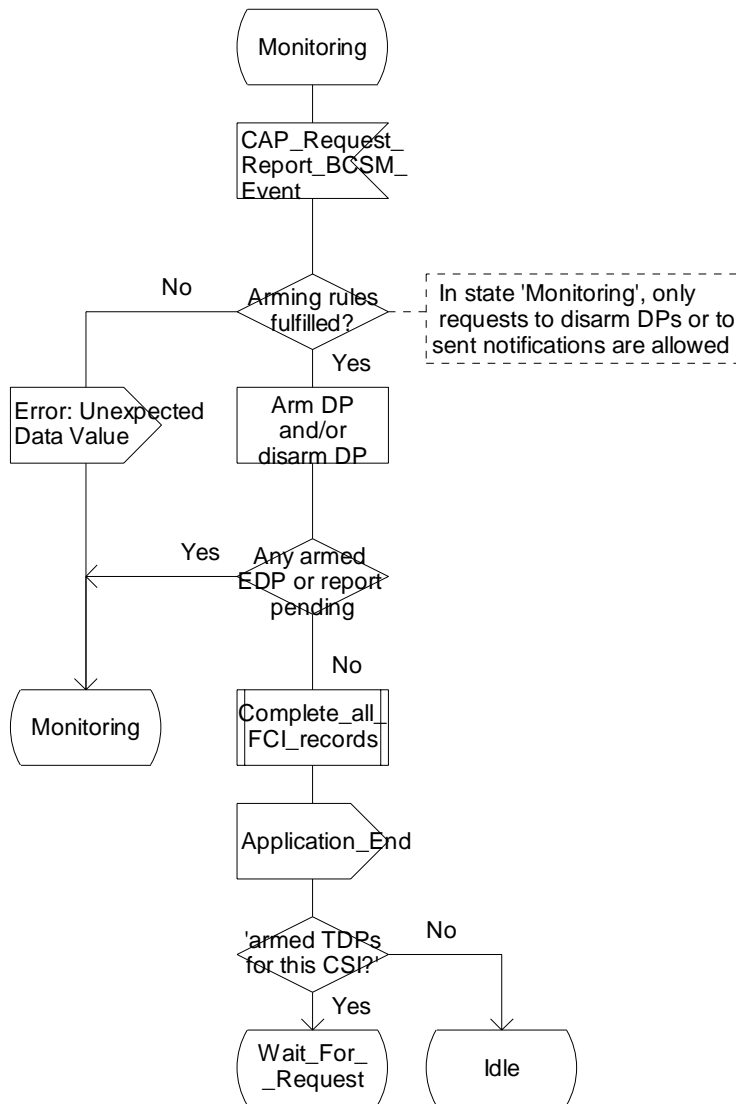 Monitoring
CAP_Request_
Report_BCSM_
Event
No
Arming rules
fulfilled?
In state 'Monitoring', only
requests to disarm DPs or to
sent notifications are allowed
Yes
Error: Unexpected
Data Value
Arm DP
and/or
disarm DP
Yes
Any armed
EDP or report
pending
No
Monitoring
Complete_all_
FCI_records
Application_End
'armed TDPs
for this CSI?'
No
Yes
Wait_For_
_Request
Idle